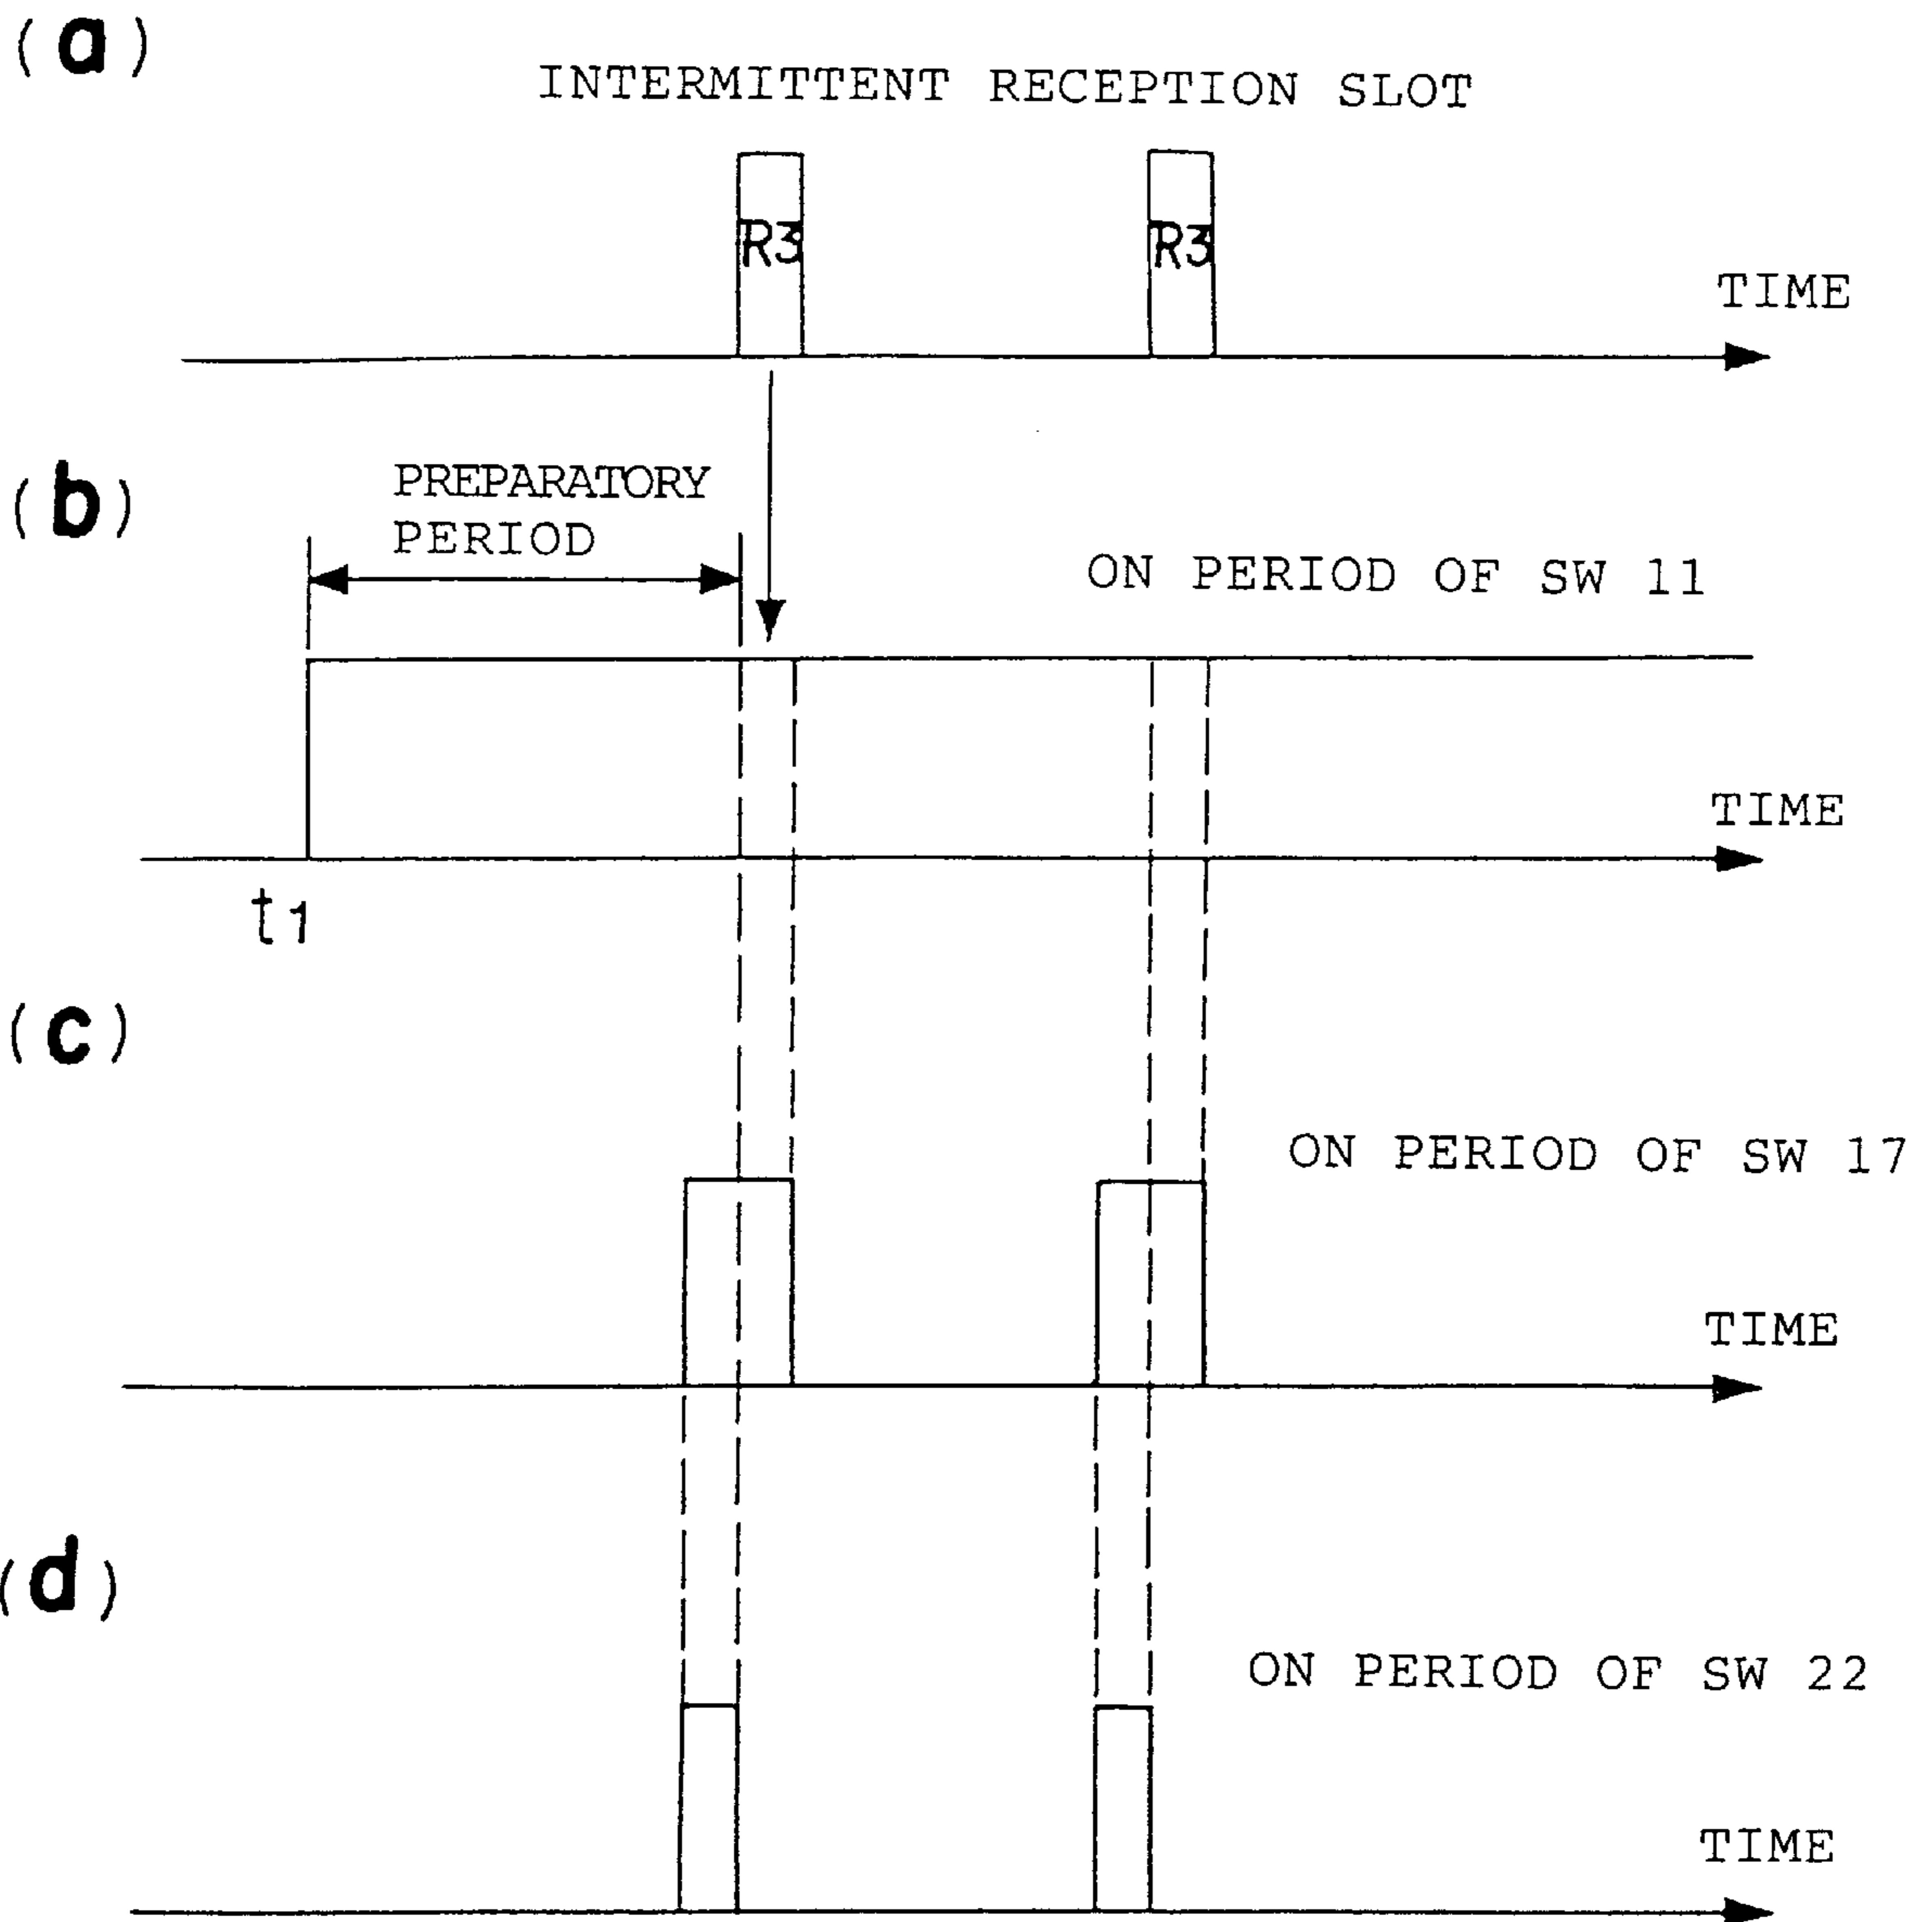 (a)
INTERMITTENT RECEPTION SLOT
R3
R3
TIME
(b)
PREPARATORY
PERIOD
ON PERIOD OF SW 11
TIME
t1
(c)
ON PERIOD OF SW 17
TIME
(d)
ON PERIOD OF SW 22
TIME